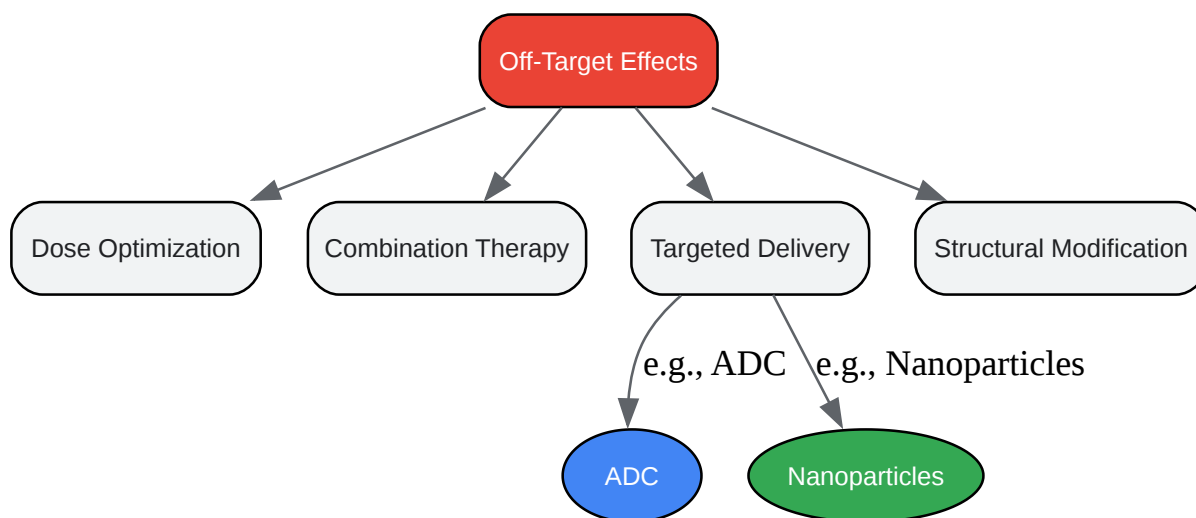 Off-Target Effects
Dose Optimization
Combination Therapy
Targeted Delivery
Structural Modification
e.g., ADC
e.g., Nanoparticles
ADC
Nanoparticles